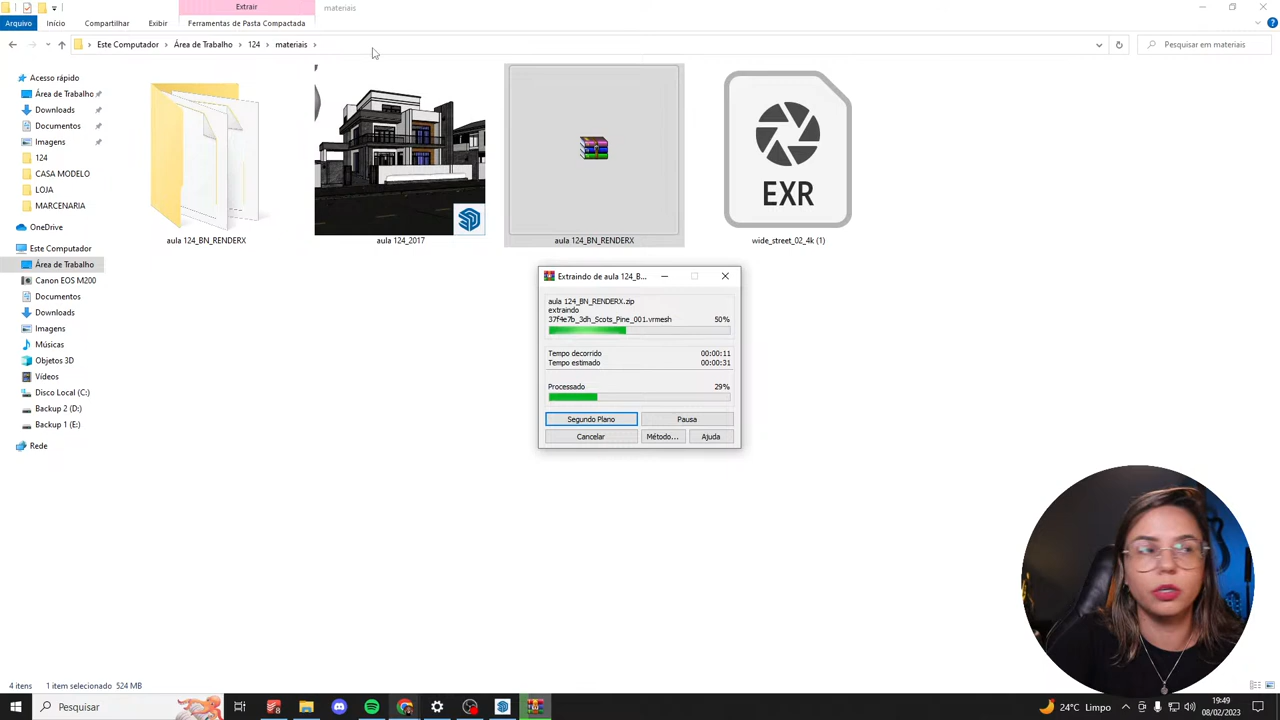 Extrair
materiais
Arquivo
Início
Compartilhar
Exibir
Ferramentas de Pasta Compactada
Este Computador
Área de Trabalho
124
materiais
Pesquisar em materiais
Acesso rápido
Área de Trabalho
Downloads
Documentos
Imagens
124
CASA MODELO
LOJA
MARCENARIA
OneDrive
Este Computador
Área de Trabalho
Canon EOS M200
Documentos
Downloads
Imagens
Músicas
Objetos 3D
Vídeos
Disco Local (C:)
Backup 2 (D:)
Backup 1 (E:)
Rede
EXR
aula 124_BN_RENDERX
aula 124_2017
aula 124_BN_RENDERX
wide_street_02_4k (1)
Extraindo de aula 124_B...
aula 124_BN_RENDERX.zip
extraindo
37f4e7b_3dh_Scots_Pine_001.vrmesh 50%
Tempo decorrido 00:00:11
Tempo estimado 00:00:31
Processado 29%
Segundo Plano
Pausa
Cancelar
Método...
Ajuda
4 itens
1 item selecionado 524 MB
Pesquisar
24°C Limpo
19:49
08/02/2023